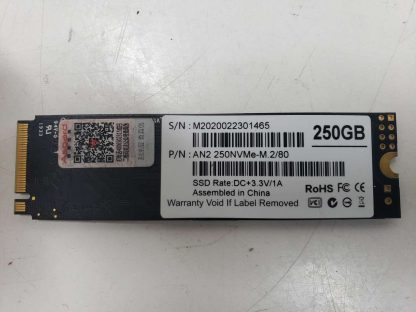 S/N : M2020022301465
250GB
P/N : AN2 250NVMe-M.2/80
SSD Rate:DC+3.3V/1A
Assembled in China
RoHS FC CE
Warranty Void If Label Removed